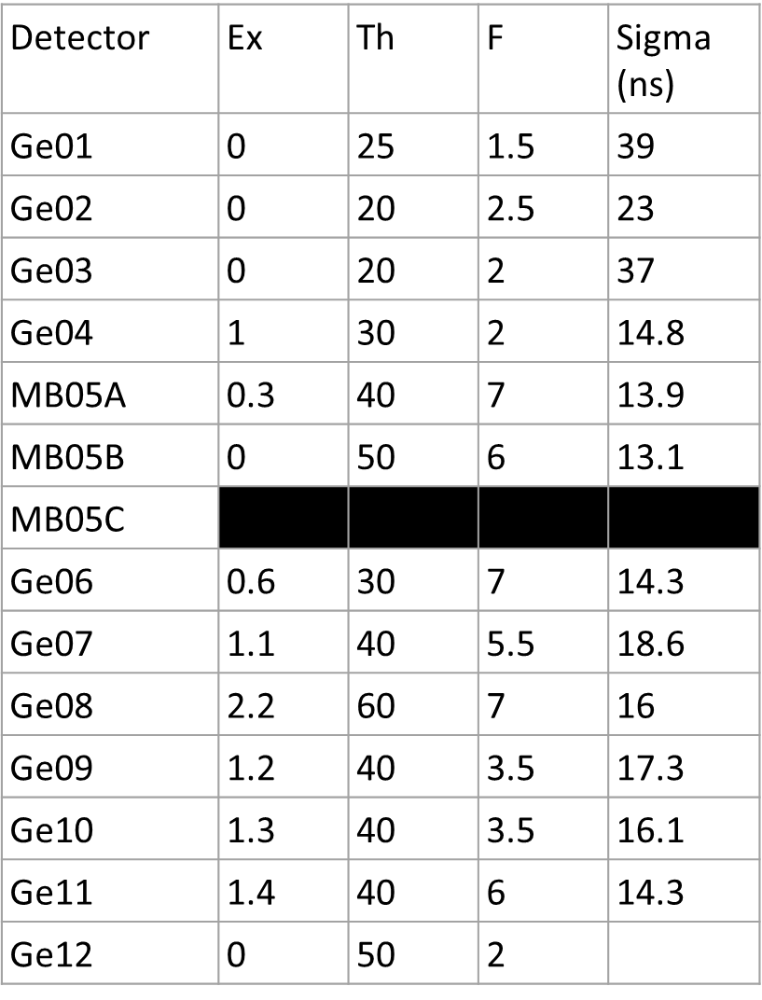 Detector Ex Th F Sigma
(ns)
Ge01 0 25 1.5 39
Ge02 0 20 2.5 23
Ge03 0 20 2 37
Ge04 1 30 2 14.8
MB05A 0.3 40 7 13.9
MB05B 0 50 6 13.1
MB05C
Ge06 0.6 30 7 14.3
Ge07 1.1 40 5.5 18.6
Ge08 2.2 60 7 16
Ge09 1.2 40 3.5 17.3
Ge10 1.3 40 3.5 16.1
Ge11 1.4 40 6 14.3
Ge12 0 50 2